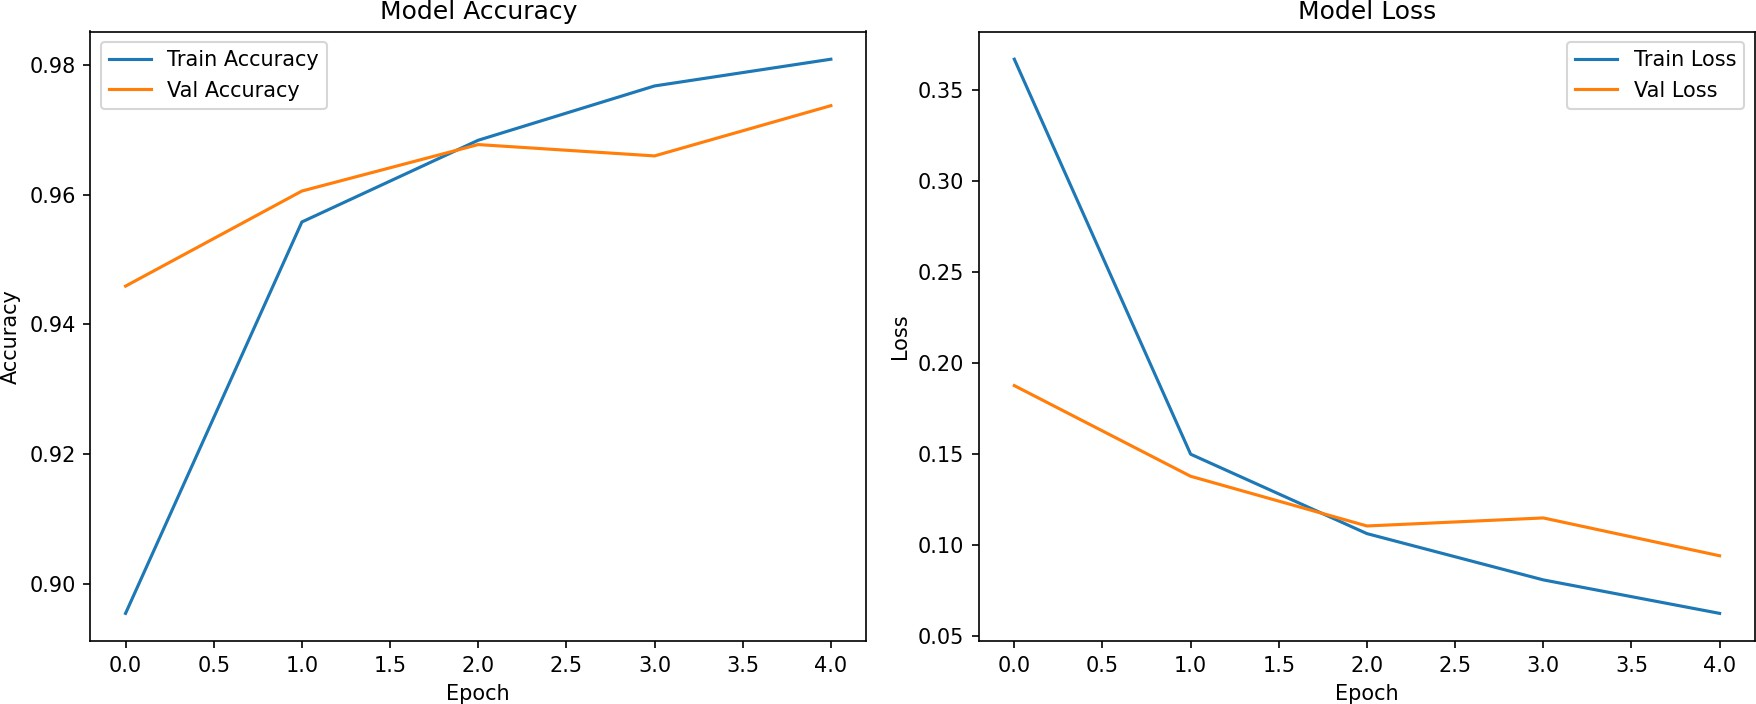 Model Accuracy
Train Accuracy
Val Accuracy
0.98
0.96
0.94
0.92
0.90
Accuracy
0.0 0.5 1.0 1.5 2.0 2.5 3.0 3.5 4.0
Epoch
Model Loss
Train Loss
Val Loss
0.35
0.30
0.25
0.20
0.15
0.10
0.05
Loss
0.0 0.5 1.0 1.5 2.0 2.5 3.0 3.5 4.0
Epoch